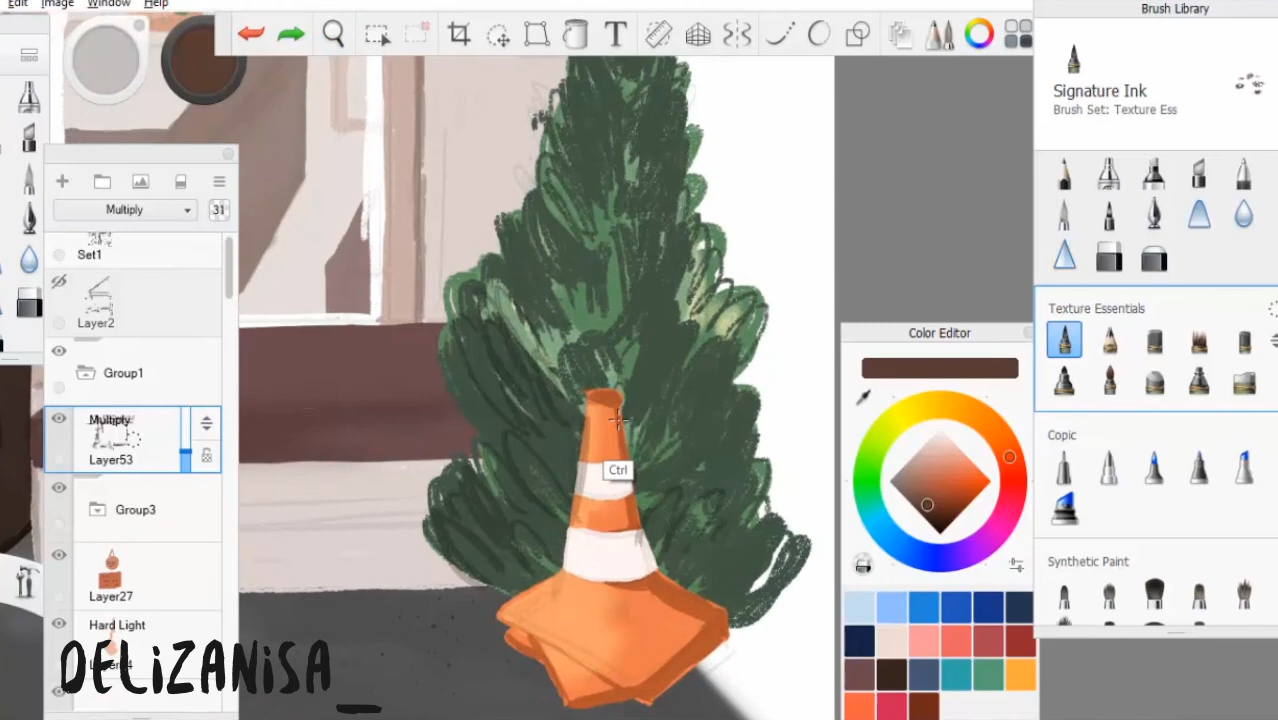 Edit Image Window Help
Brush Library
Signature Ink
Brush Set: Texture Ess
Multiply 31
Set1
Layer2
Texture Essentials
Color Editor
Group1
Multiply
Layer53
Copic
Ctrl
Group3
Synthetic Paint
Layer27
Hard Light
DELiZANiSA_